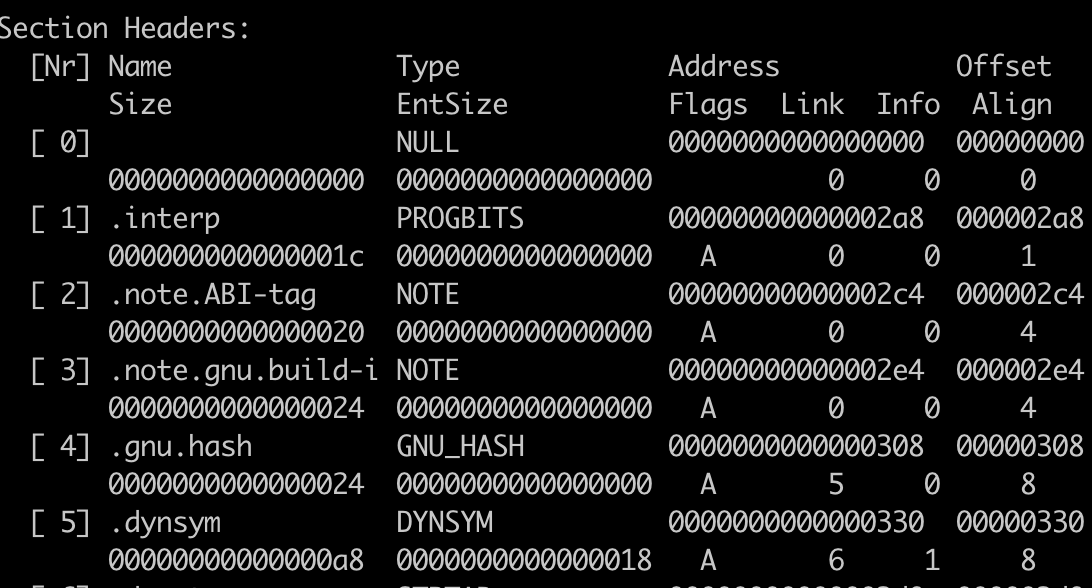 Section Headers:
[Nr] Name Type Address Offset
Size EntSize Flags Link Info Align
[ 0] NULL 0000000000000000 00000000
0000000000000000 0000000000000000 0 0 0
[ 1] .interp PROGBITS 00000000000002a8 000002a8
000000000000001c 0000000000000000 A 0 0 1
[ 2] .note.ABI-tag NOTE 00000000000002c4 000002c4
0000000000000020 0000000000000000 A 0 0 4
[ 3] .note.gnu.build-i NOTE 00000000000002e4 000002e4
0000000000000024 0000000000000000 A 0 0 4
[ 4] .gnu.hash GNU_HASH 0000000000000308 00000308
0000000000000024 0000000000000000 A 5 0 8
[ 5] .dynsym DYNSYM 0000000000000330 00000330
00000000000000a8 0000000000000018 A 6 1 8